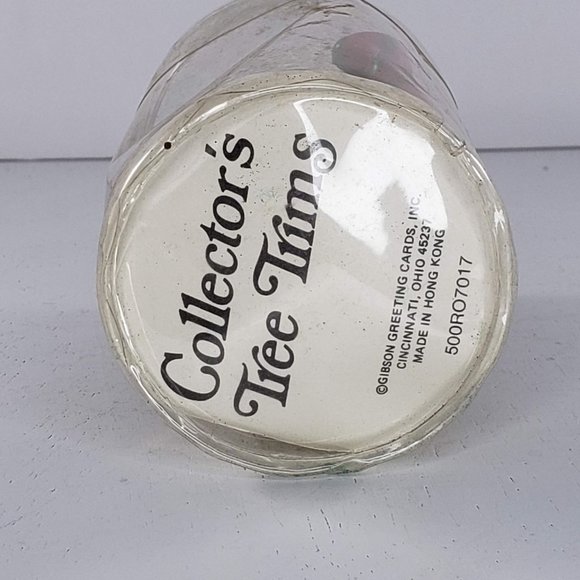 Collector's
Tree Trims
©GIBSON GREETING CARDS, INC.
CINCINNATI, OHIO 45237
MADE IN HONG KONG
500RO7017